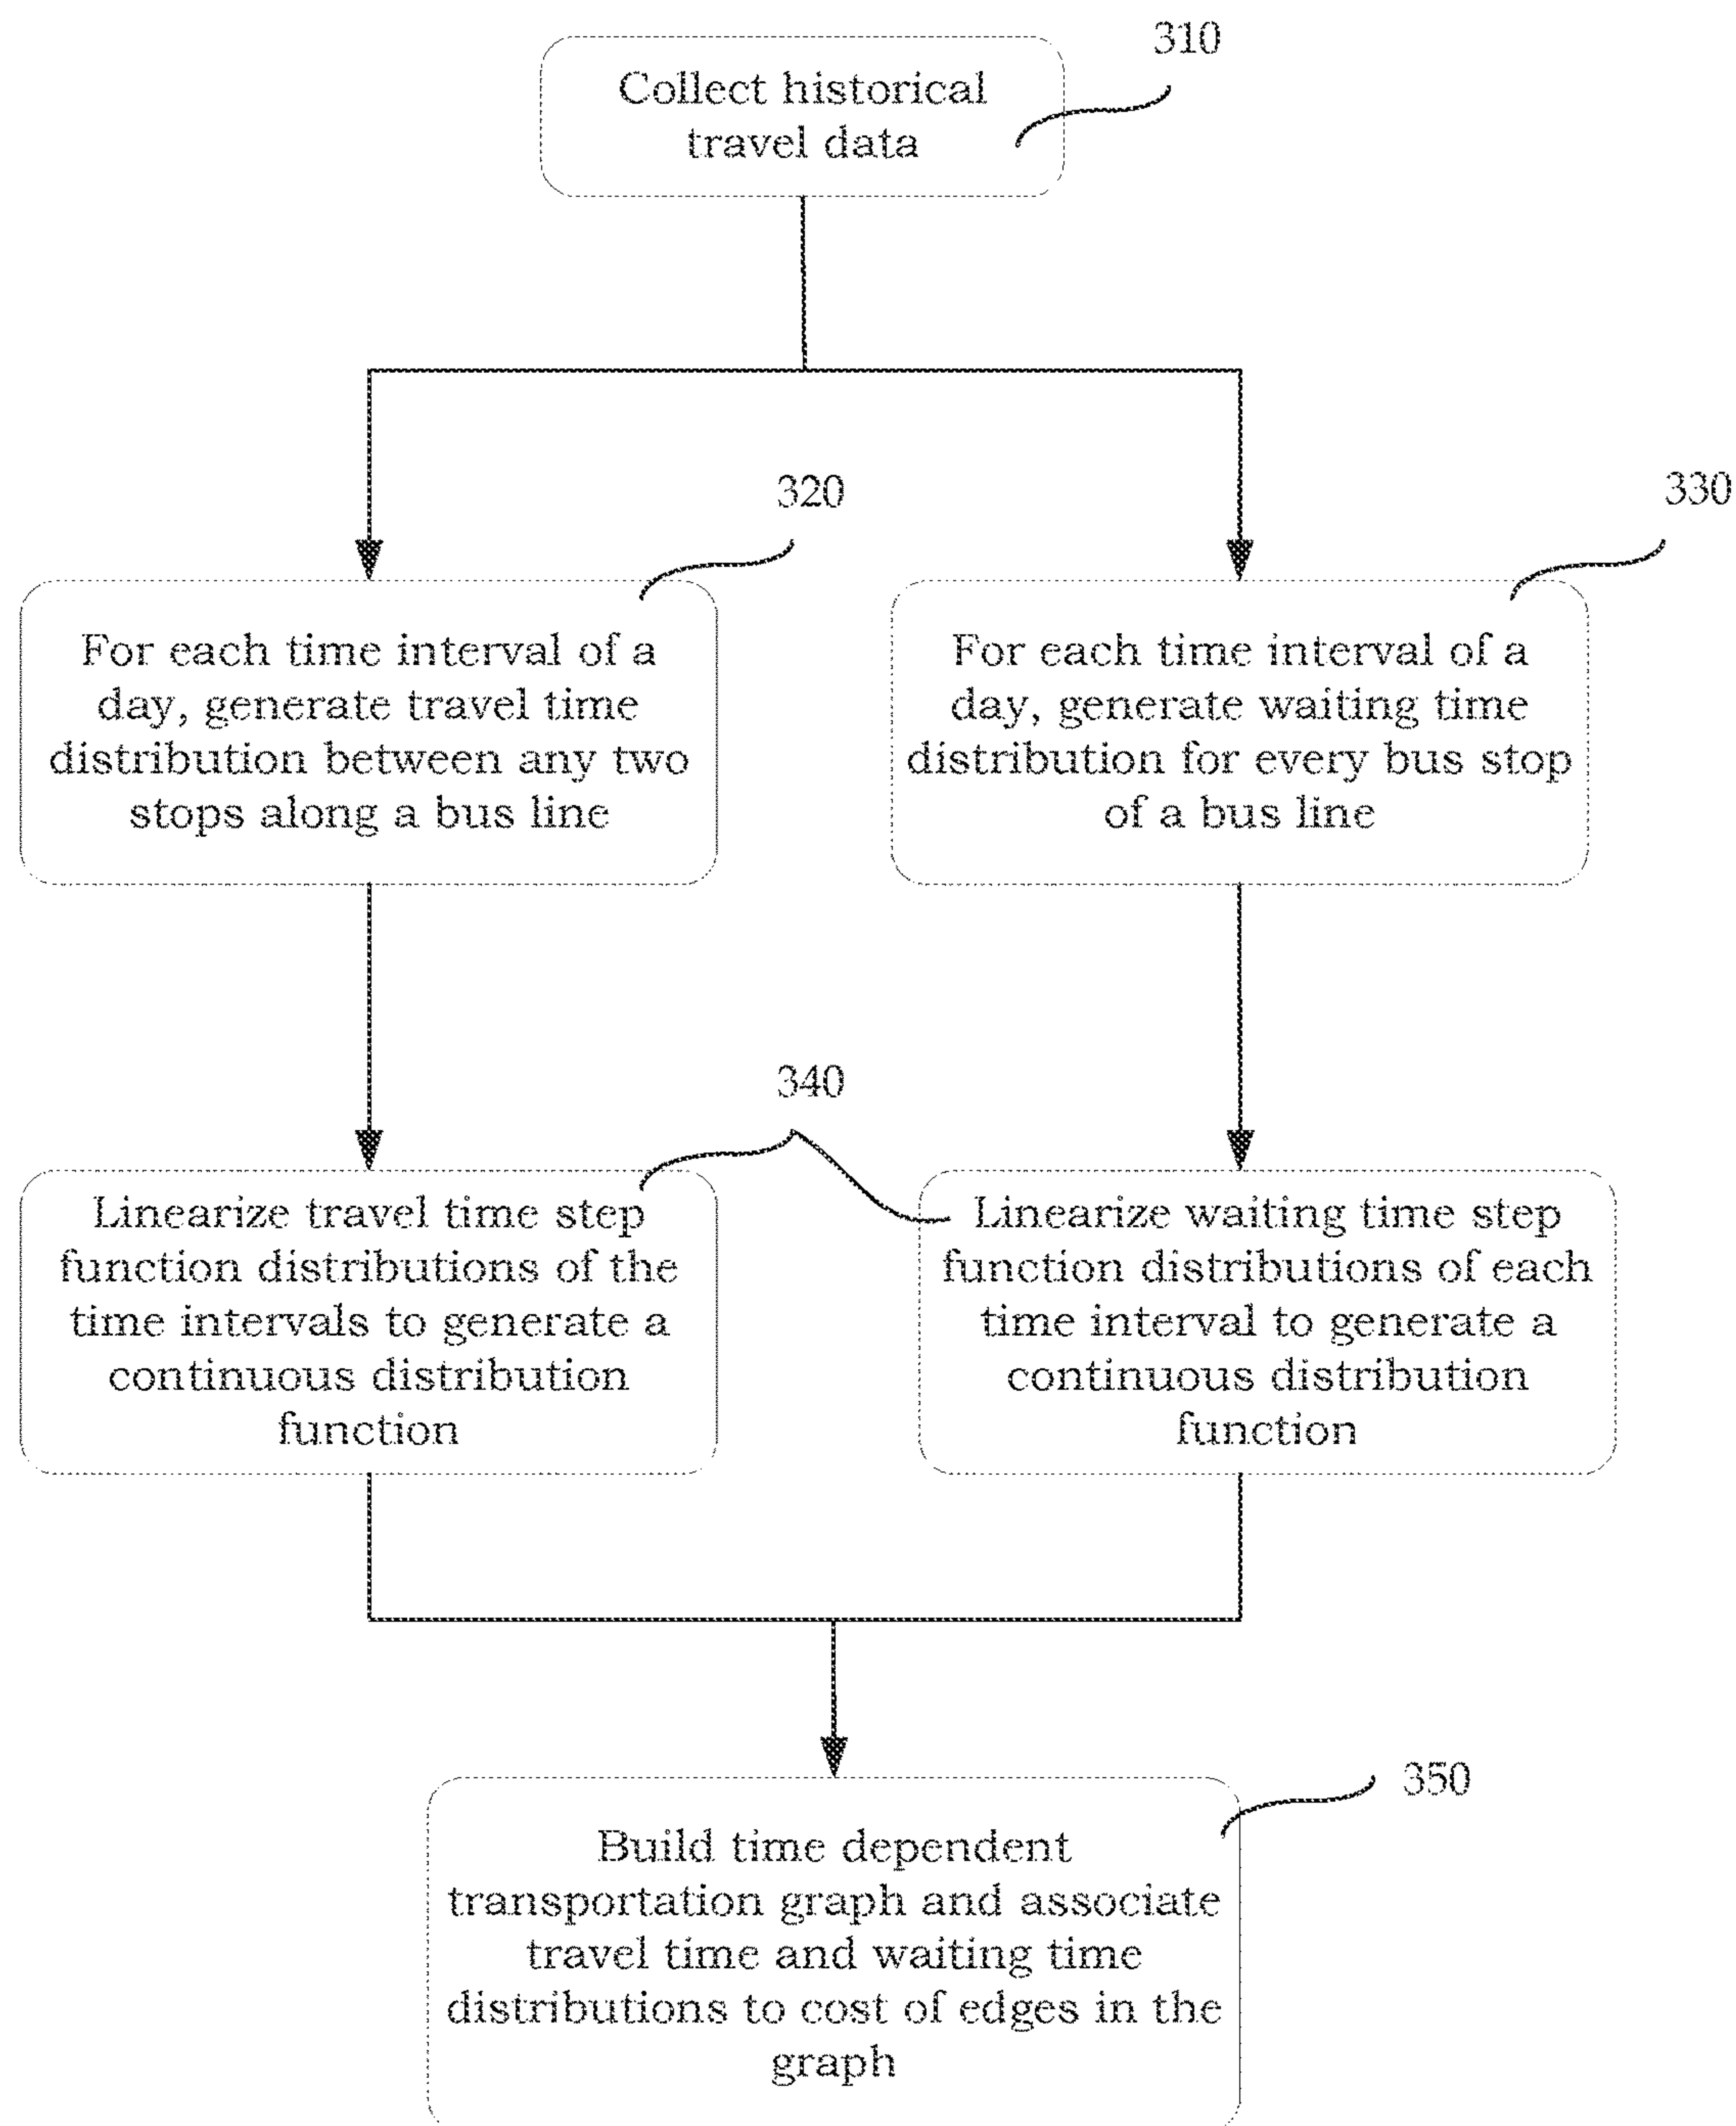 310
Collect historical
travel data
320
For each time interval of a
day, generate travel time
distribution between any two
stops along a bus line
330
For each time interval of a
day, generate waiting time
distribution for every bus stop
of a bus line
340
Linearize travel time step
function distributions of the
time intervals to generate a
continuous distribution
function
Linearize waiting time step
function distributions of each
time interval to generate a
continuous distribution
function
350
Build time dependent
transportation graph and associate
travel time and waiting time
distributions to cost of edges in the
graph